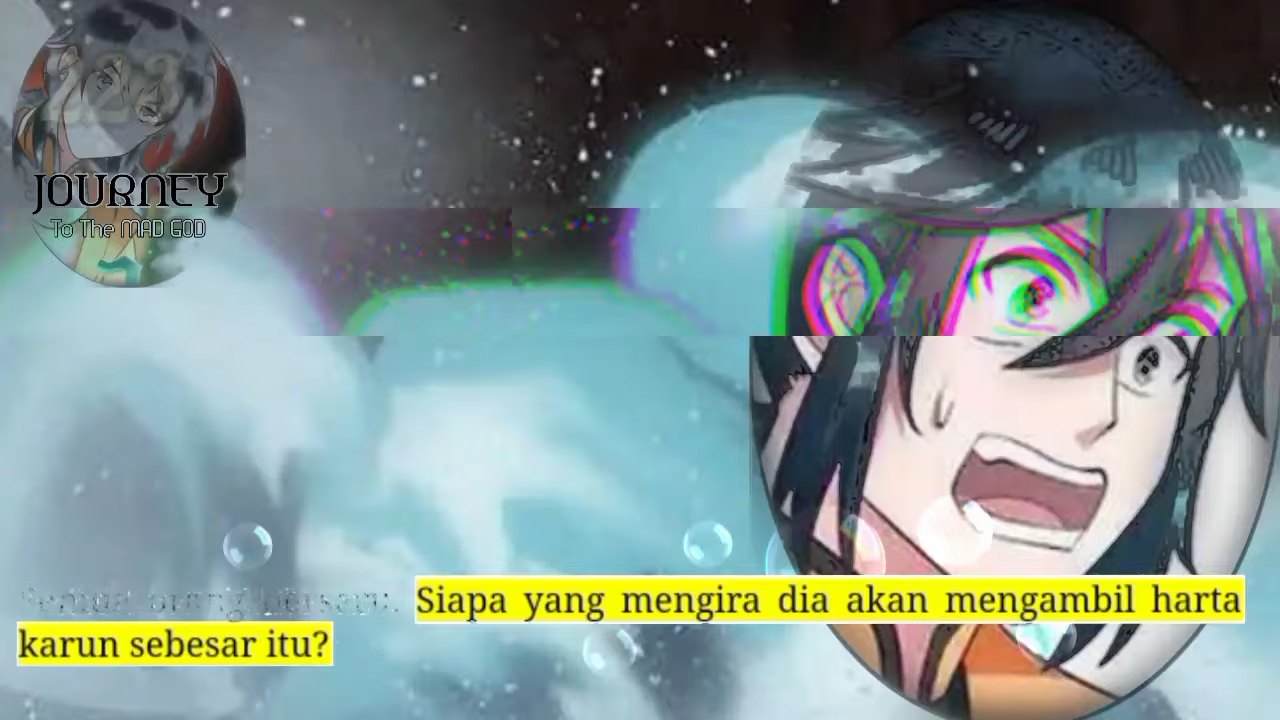 JOURNEY
To The MAD GOD
Siapa yang mengira dia akan mengambil harta
karun sebesar itu?